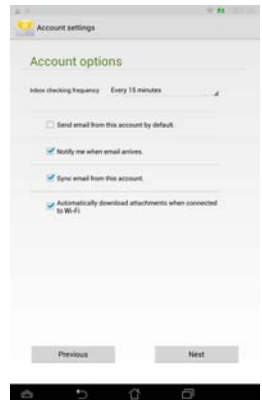 Account settings
Account options
Inbox checking frequency Every 15 minutes
Send email from this account by default.
Notify me when email arrives.
Sync email from this account.
Automatically download attachments when connected
to Wi-Fi
Previous Next